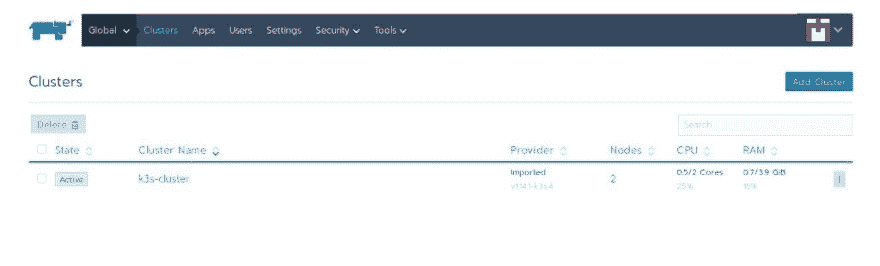 Global Clusters Apps Users Settings Security Tools
Clusters
Add Cluster
Delete
Search
State Cluster Name Provider Nodes CPU RAM
Active k3s-cluster Imported 2 0.5/2 Cores 0.7/3.9 GiB
v1.14.1-k3s.4 25% 18%